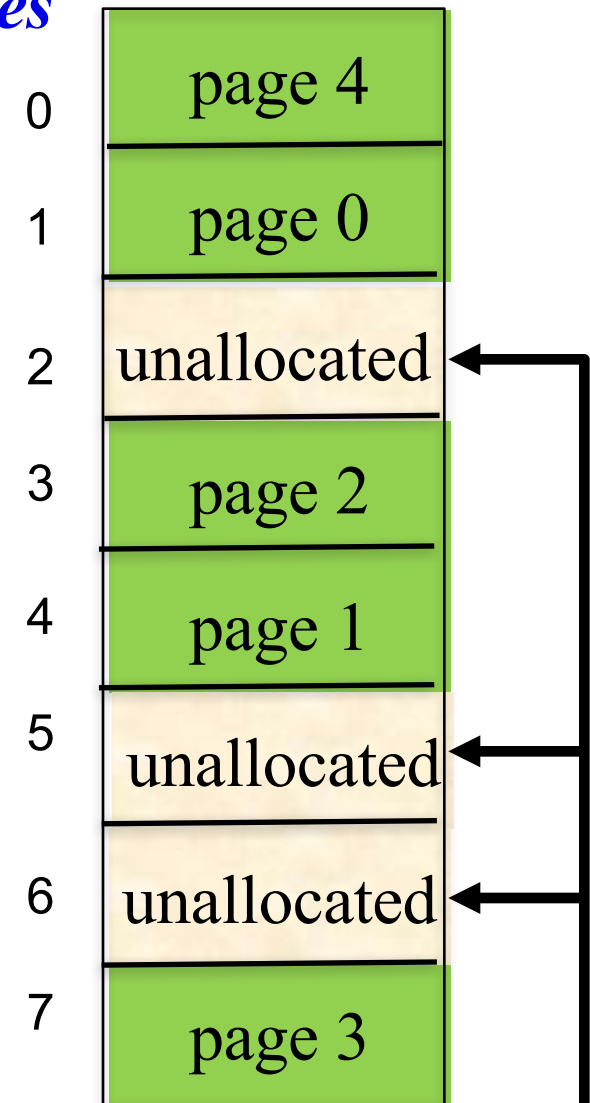 es
0 page 4
1 page 0
2 unallocated
3 page 2
4 page 1
5 unallocated
6 unallocated
7 page 3